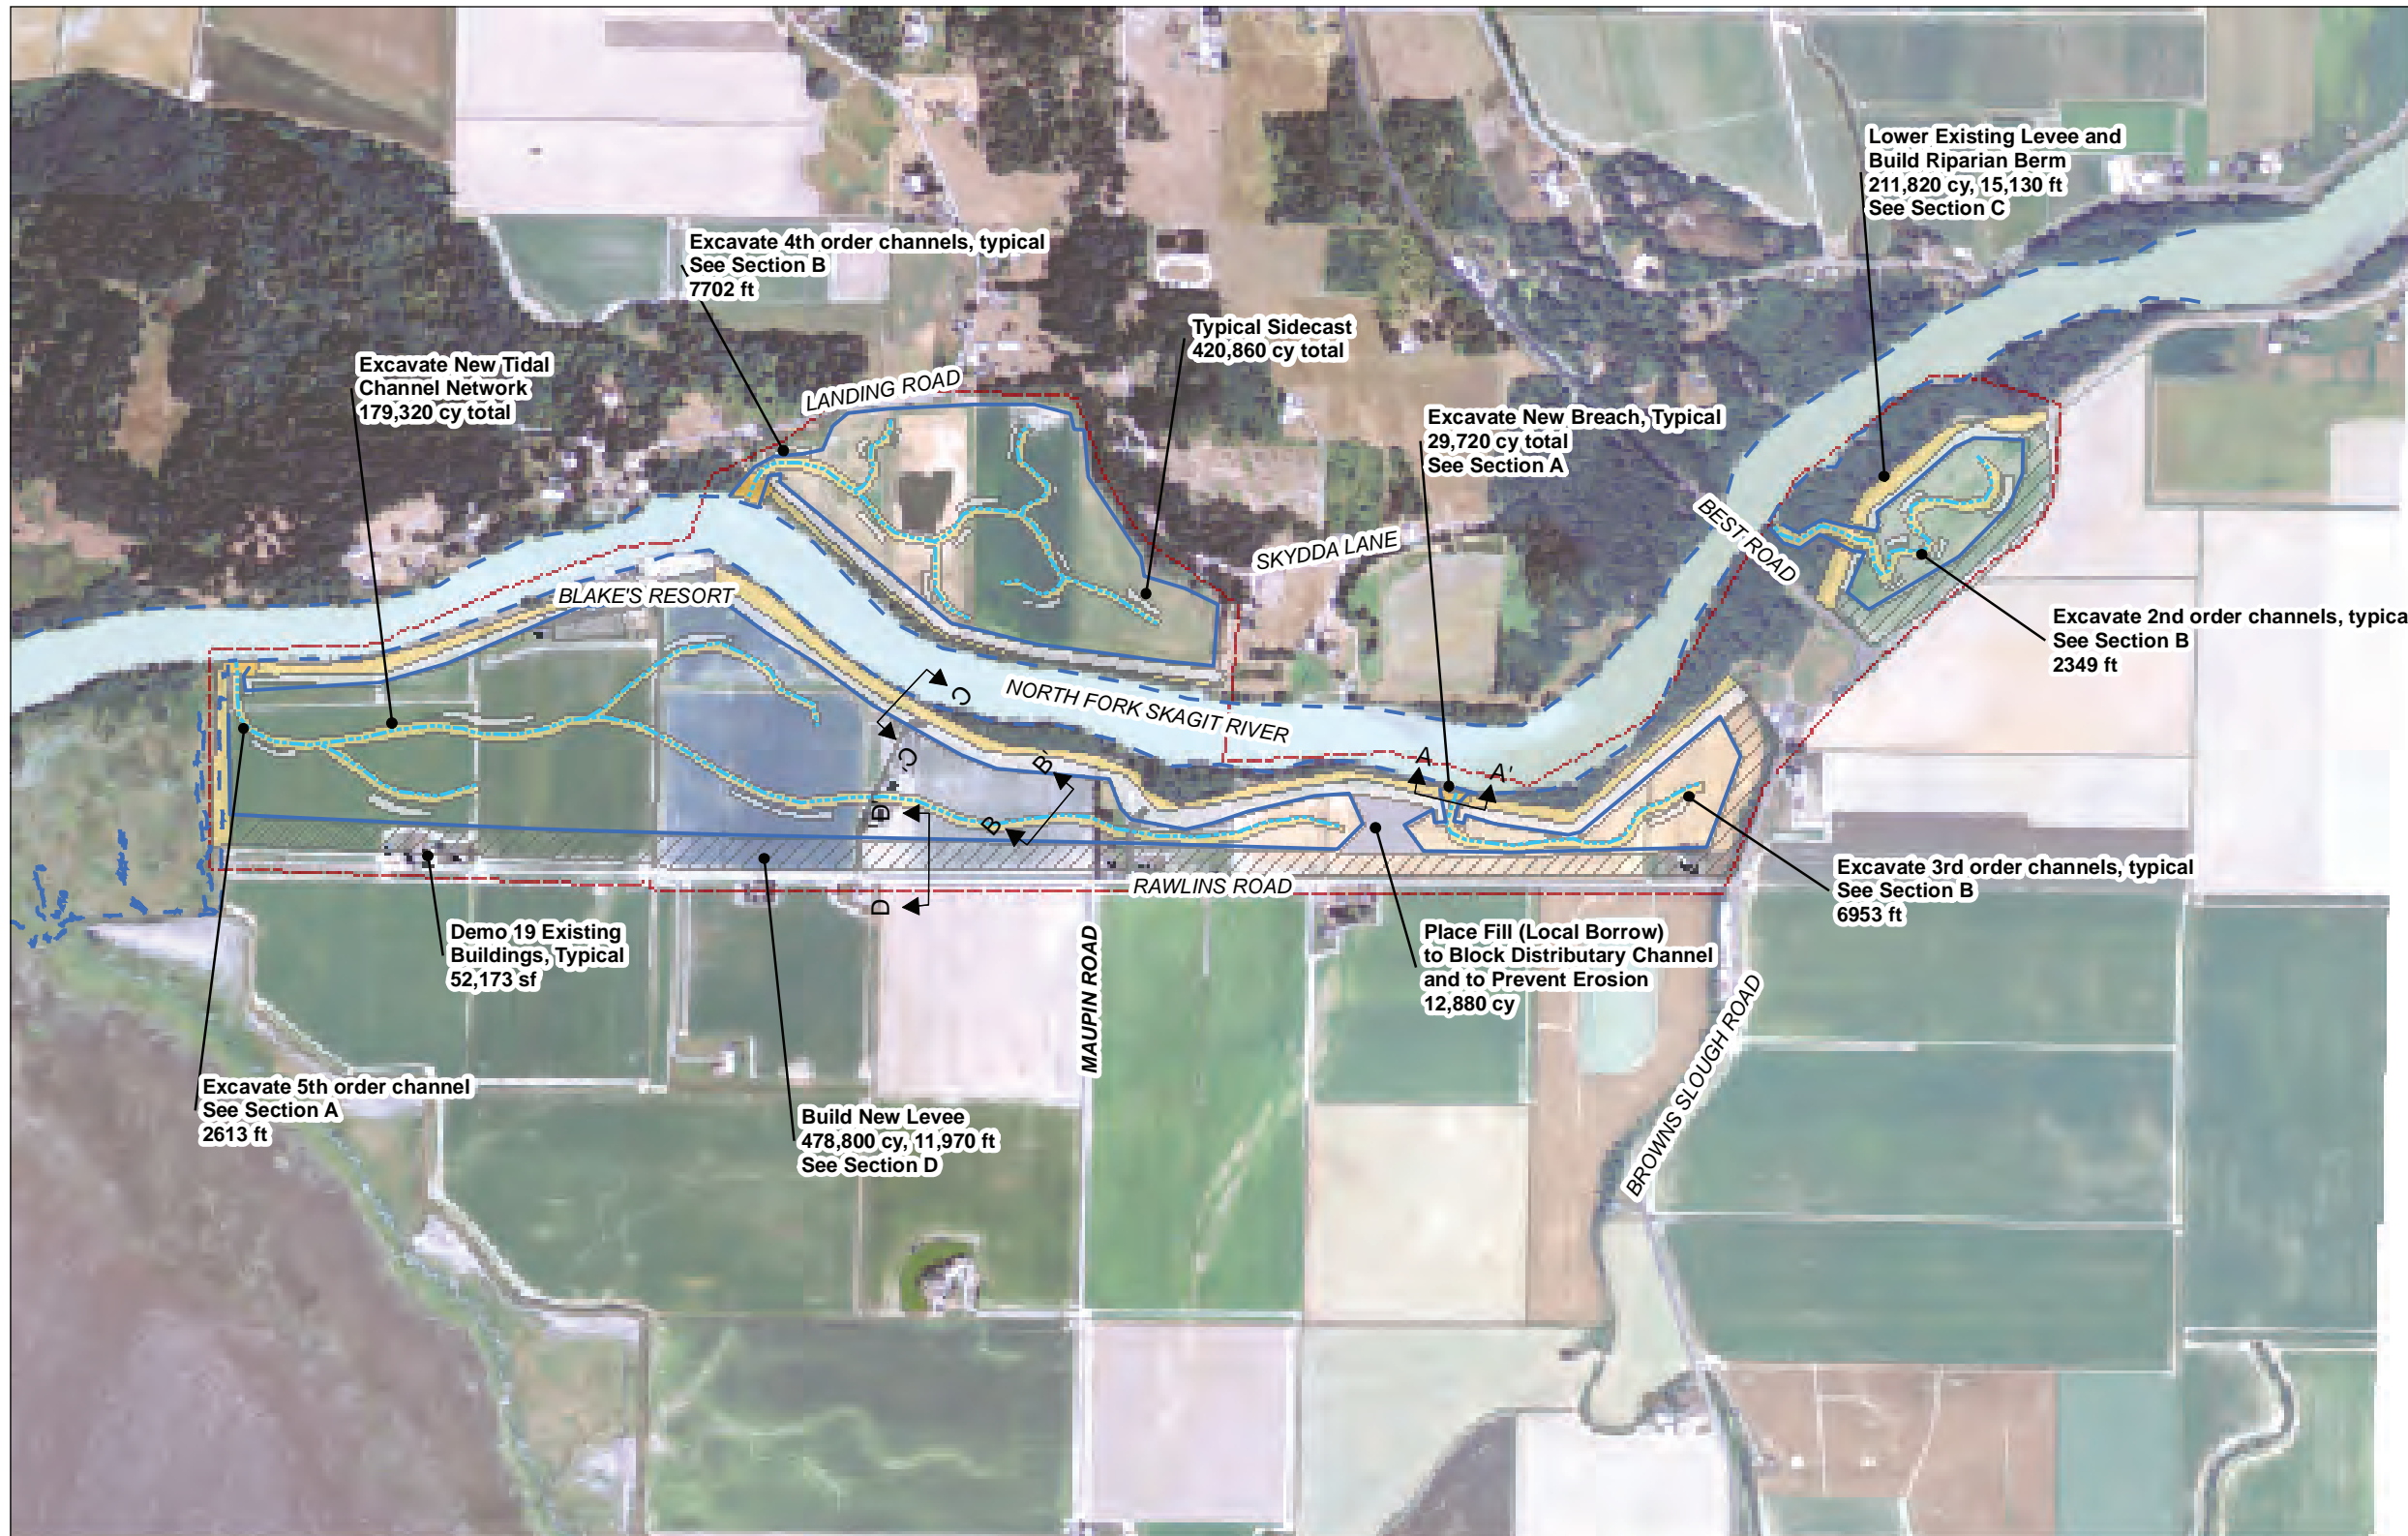 Lower Existing Levee and
Build Riparian Berm
211,820 cy, 15,130 ft
See Section C
Excavate 4th order channels, typical
See Section B
7702 ft
Typical Sidecast
420,860 cy total
Excavate New Tidal
Channel Network
179,320 cy total
LANDING ROAD
Excavate New Breach, Typical
29,720 cy total
See Section A
BEST ROAD
SKYDDA LANE
BLAKE'S RESORT
Excavate 2nd order channels, typica
See Section B
2349 ft
NORTH FORK SKAGIT RIVER
C
C'
B'
B
D'
D
A
A'
RAWLINS ROAD
Excavate 3rd order channels, typical
See Section B
6953 ft
Demo 19 Existing
Buildings, Typical
52,173 sf
MAUPIN ROAD
Place Fill (Local Borrow)
to Block Distributary Channel
and to Prevent Erosion
12,880 cy
BROWNS SLOUGH ROAD
Excavate 5th order channel
See Section A
2613 ft
Build New Levee
478,800 cy, 11,970 ft
See Section D